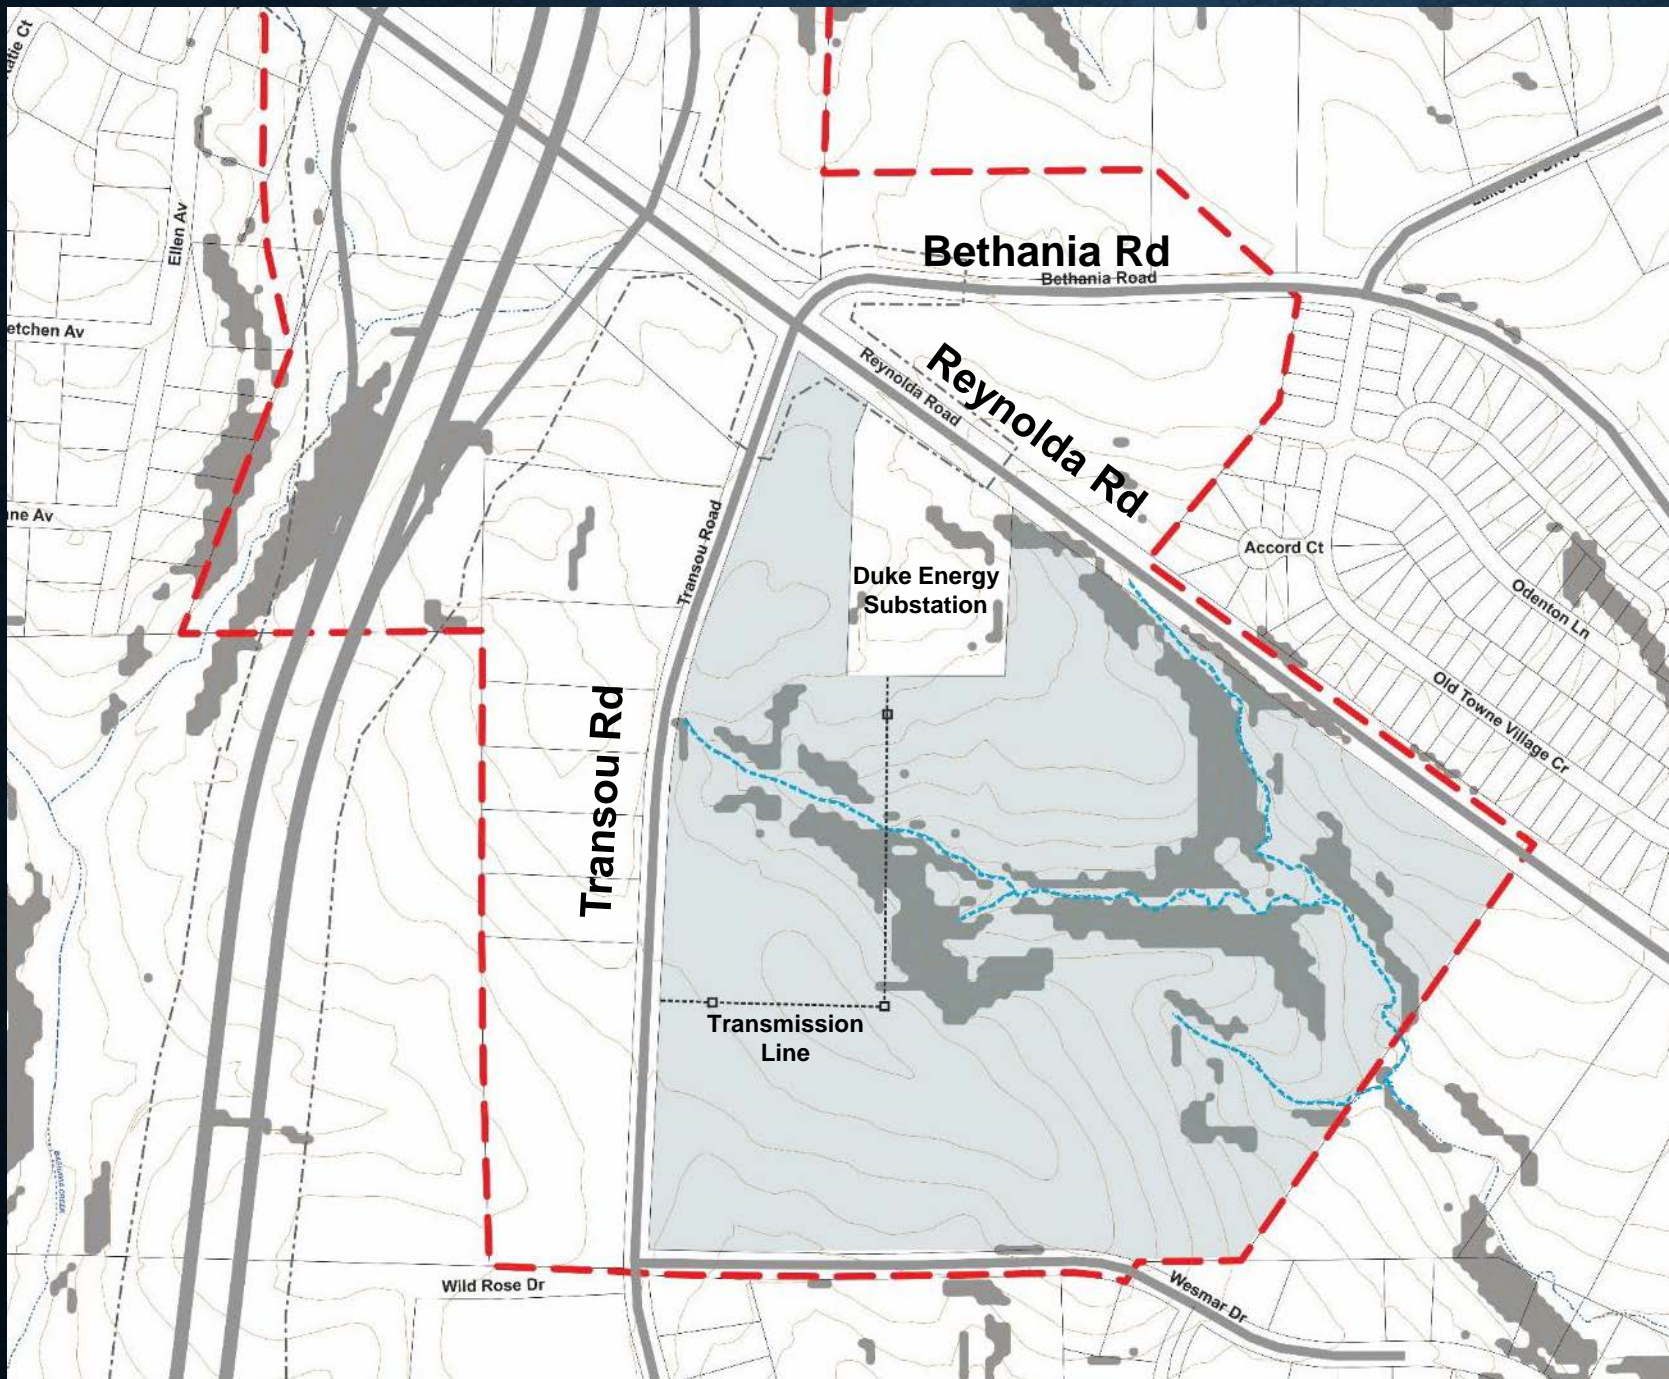 Ellen Av
Bethania Rd
Bethania Road
Reynolda Road
Reynolda Rd
Transou Road
Accord Ct
Duke Energy
Substation
Odenton Ln
Old Towne Village Cr
Transou Rd
Transmission
Line
Wild Rose Dr
Wesmar Dr
etchen Av
ne Av